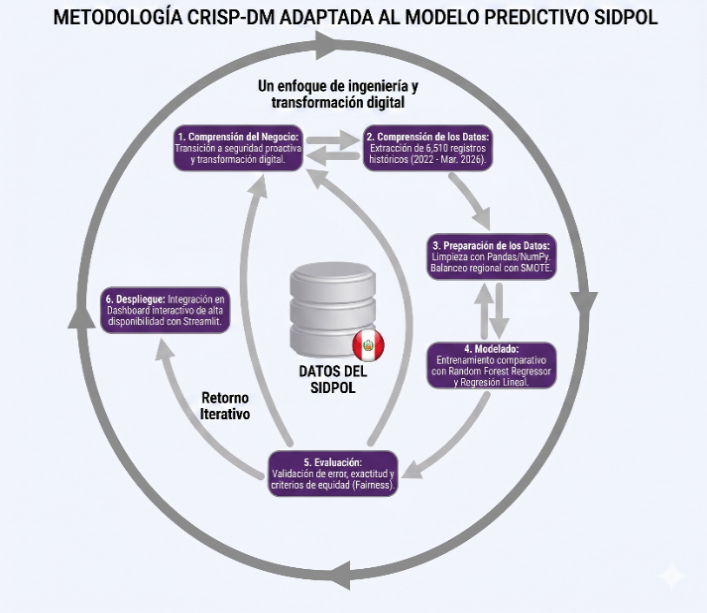 METODOLOGÍA CRISP-DM ADAPTADA AL MODELO PREDICTIVO SIDPOL
Un enfoque de ingeniería y
transformación digital
1. Comprensión del Negocio:
Transición a seguridad proactiva
y transformación digital.
2. Comprensión de los Datos:
Extracción de 6,510 registros
históricos (2022 - Mar. 2026).
3. Preparación de los Datos:
Limpieza con Pandas/NumPy.
Balanceo regional con SMOTE.
6. Despliegue: Integración en
Dashboard interactivo de alta
disponibilidad con Streamlit.
4. Modelado:
Entrenamiento comparativo
con Random Forest Regressor
y Regresión Lineal.
DATOS DEL
SIDPOL
Retorno
Iterativo
5. Evaluación:
Validación de error, exactitud y
criterios de equidad (Fairness).